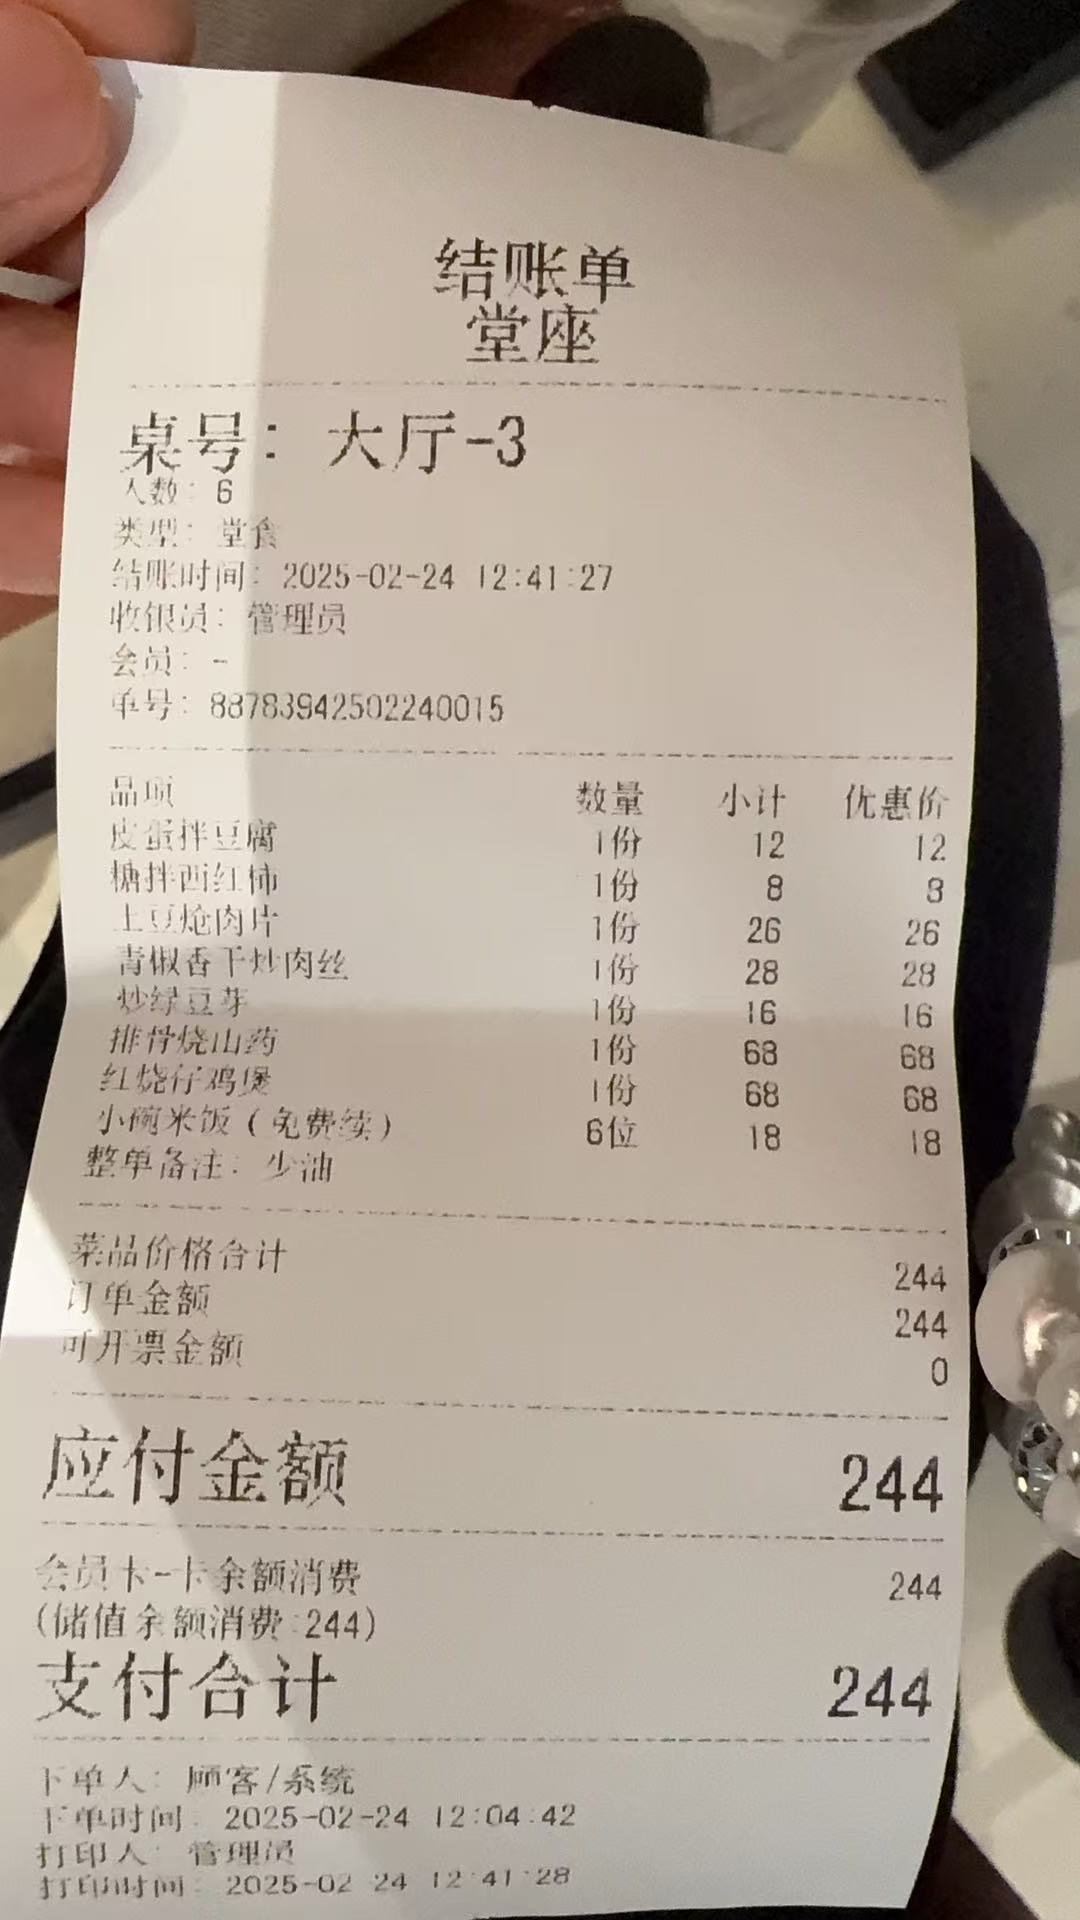 结账单
堂座
桌号: 大厅-3
人数: 6
类型: 堂食
结账时间: 2025-02-24 12:41:27
收银员: 管理员
会员: -
单号: 88783942502240015
品项 数量 小计 优惠价
皮蛋拌豆腐 1份 12 12
糖拌西红柿 1份 8 8
土豆炝肉片 1份 26 26
青椒香干炒肉丝 1份 28 28
炒绿豆芽 1份 16 16
排骨烧山药 1份 68 68
红烧仔鸡煲 1份 68 68
小碗米饭(免费续) 6位 18 18
整单备注: 少油
菜品价格合计 244
订单金额 244
可开票金额 0
应付金额 244
会员卡-卡余额消费 244
(储值余额消费:244)
支付合计 244
下单人: 顾客/系统
下单时间: 2025-02-24 12:04:42
打印人: 管理员
打印时间: 2025-02-24 12:41:28